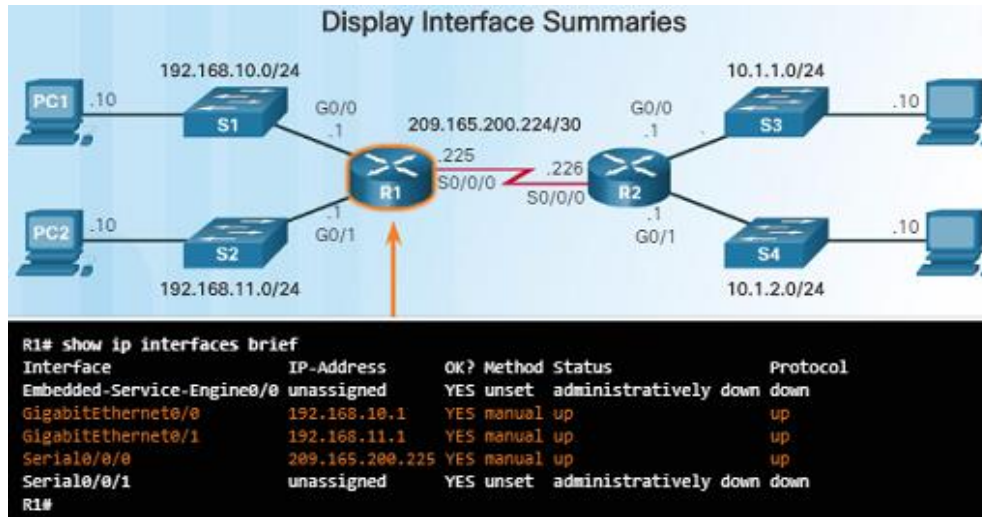 Display Interface Summaries
192.168.10.0/24
10.1.1.0/24
PC1
.10
S1
G0/0
.1
209.165.200.224/30
G0/0
.1
S3
.10
.225
S0/0/0
R1
.226
S0/0/0
R2
PC2
.10
S2
.1
G0/1
.1
G0/1
S4
.10
192.168.11.0/24
10.1.2.0/24
R1# show ip interfaces brief
Interface IP-Address OK? Method Status Protocol
Embedded-Service-Engine0/0 unassigned YES unset administratively down down
GigabitEthernet0/0 192.168.10.1 YES manual up up
GigabitEthernet0/1 192.168.11.1 YES manual up up
Serial0/0/0 209.165.200.225 YES manual up up
Serial0/0/1 unassigned YES unset administratively down down
R1#